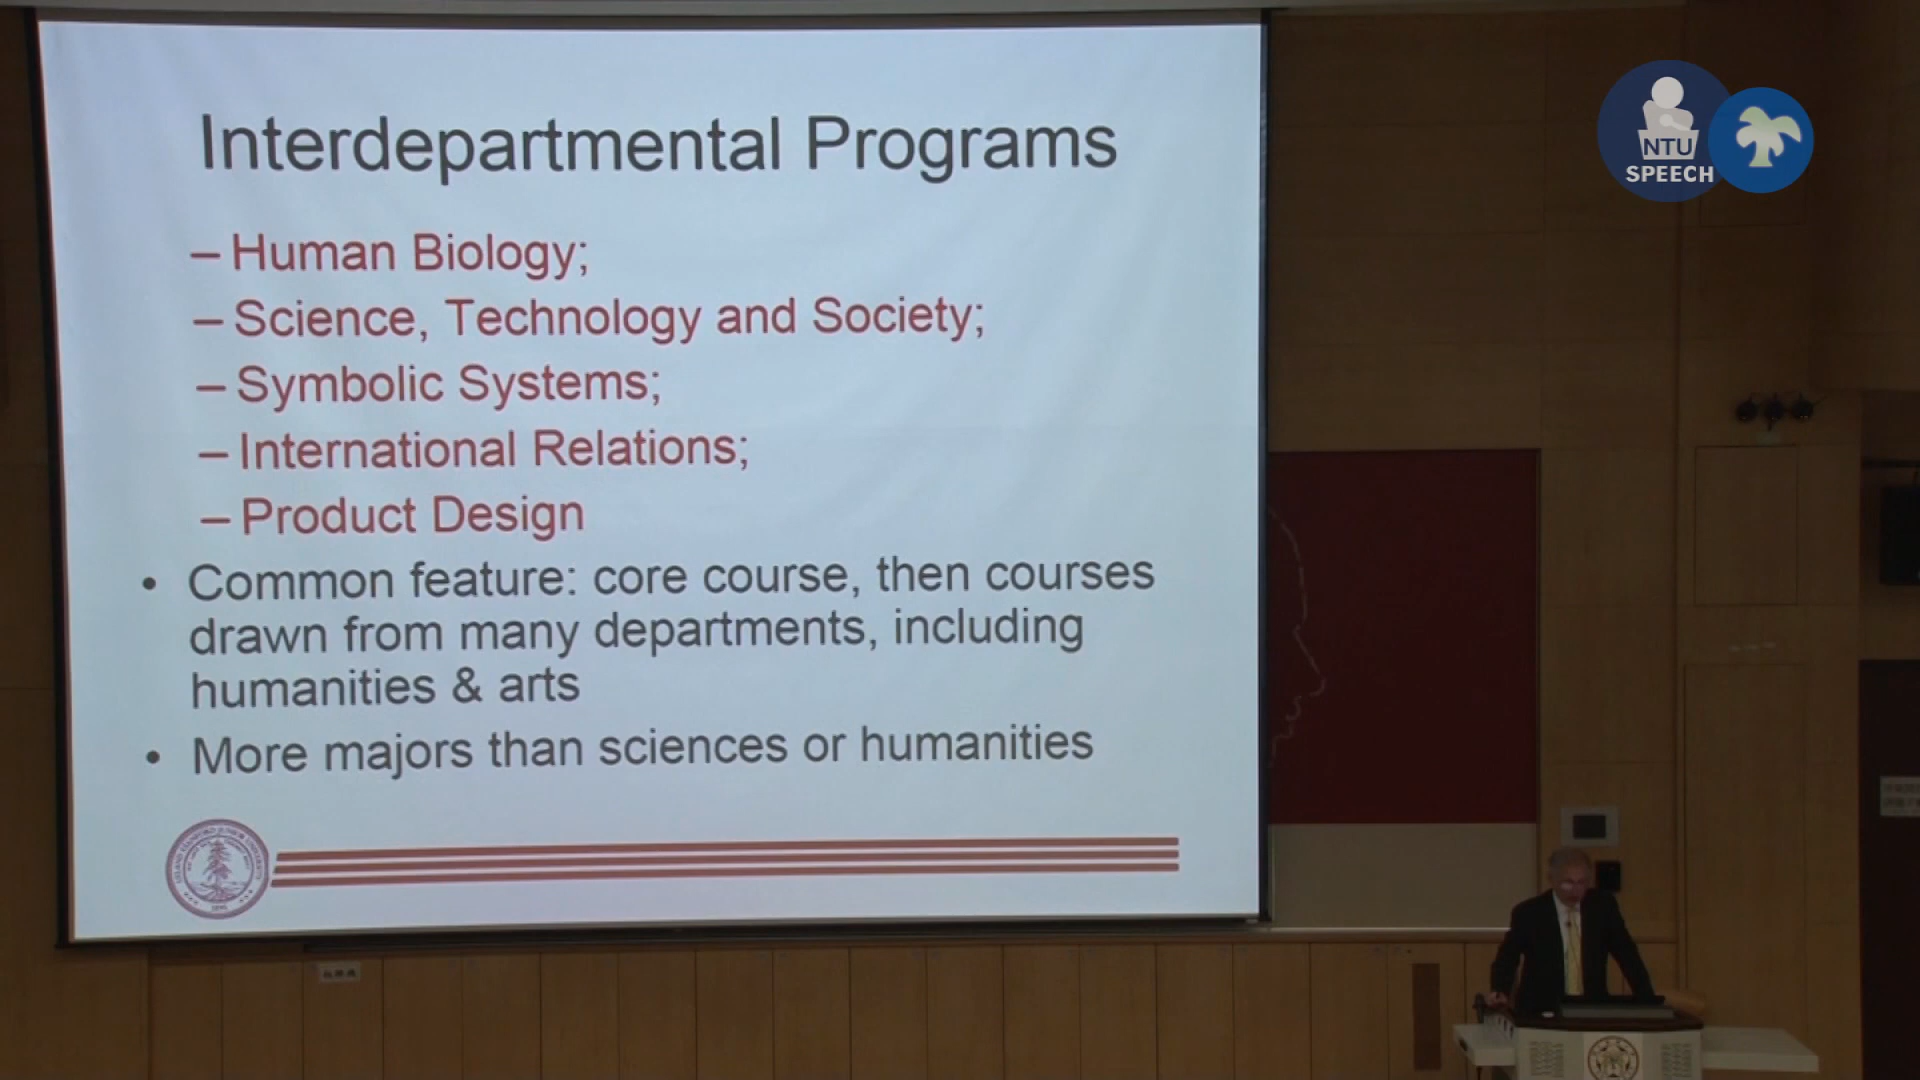 Interdepartmental Programs
– Human Biology;
– Science, Technology and Society;
– Symbolic Systems;
– International Relations;
– Product Design
• Common feature: core course, then courses
drawn from many departments, including
humanities & arts
• More majors than sciences or humanities
NTU
SPEECH